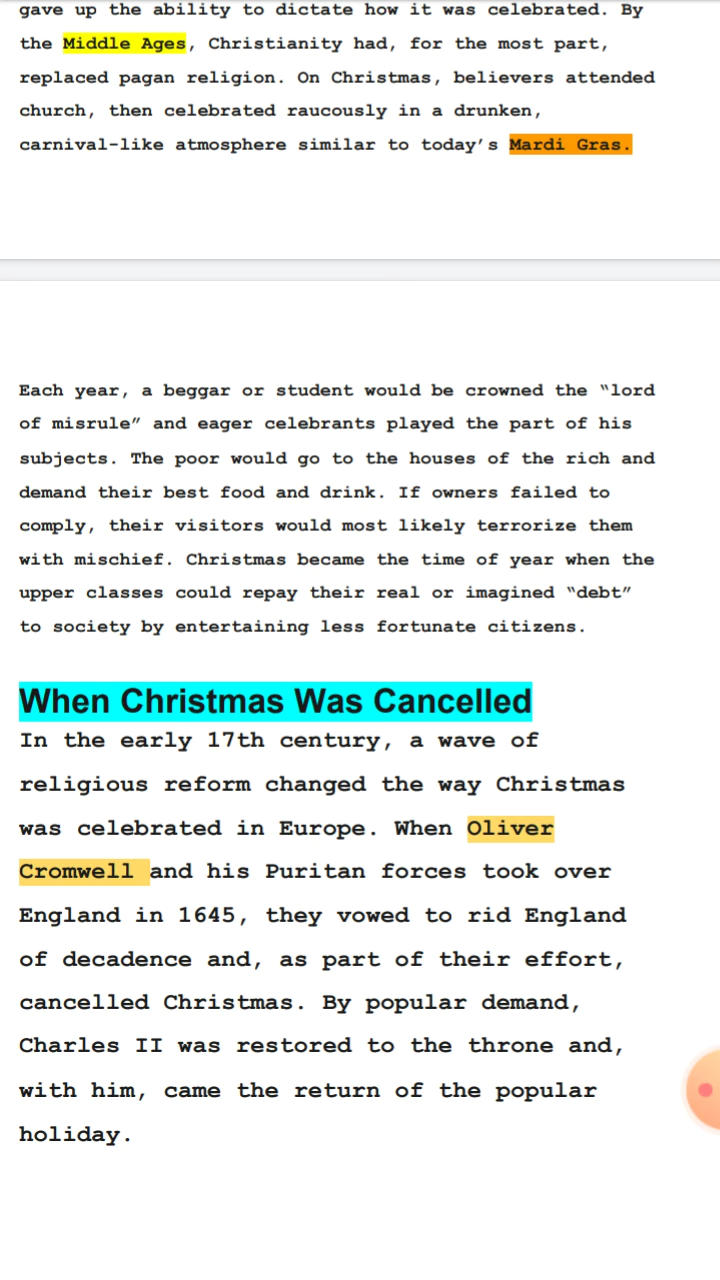 gave up the ability to dictate how it was celebrated. By
the Middle Ages, Christianity had, for the most part,
replaced pagan religion. On Christmas, believers attended
church, then celebrated raucously in a drunken,
carnival-like atmosphere similar to today’s Mardi Gras.
Each year, a beggar or student would be crowned the “lord
of misrule” and eager celebrants played the part of his
subjects. The poor would go to the houses of the rich and
demand their best food and drink. If owners failed to
comply, their visitors would most likely terrorize them
with mischief. Christmas became the time of year when the
upper classes could repay their real or imagined “debt”
to society by entertaining less fortunate citizens.
When Christmas Was Cancelled
In the early 17th century, a wave of
religious reform changed the way Christmas
was celebrated in Europe. When Oliver
Cromwell and his Puritan forces took over
England in 1645, they vowed to rid England
of decadence and, as part of their effort,
cancelled Christmas. By popular demand,
Charles II was restored to the throne and,
with him, came the return of the popular
holiday.